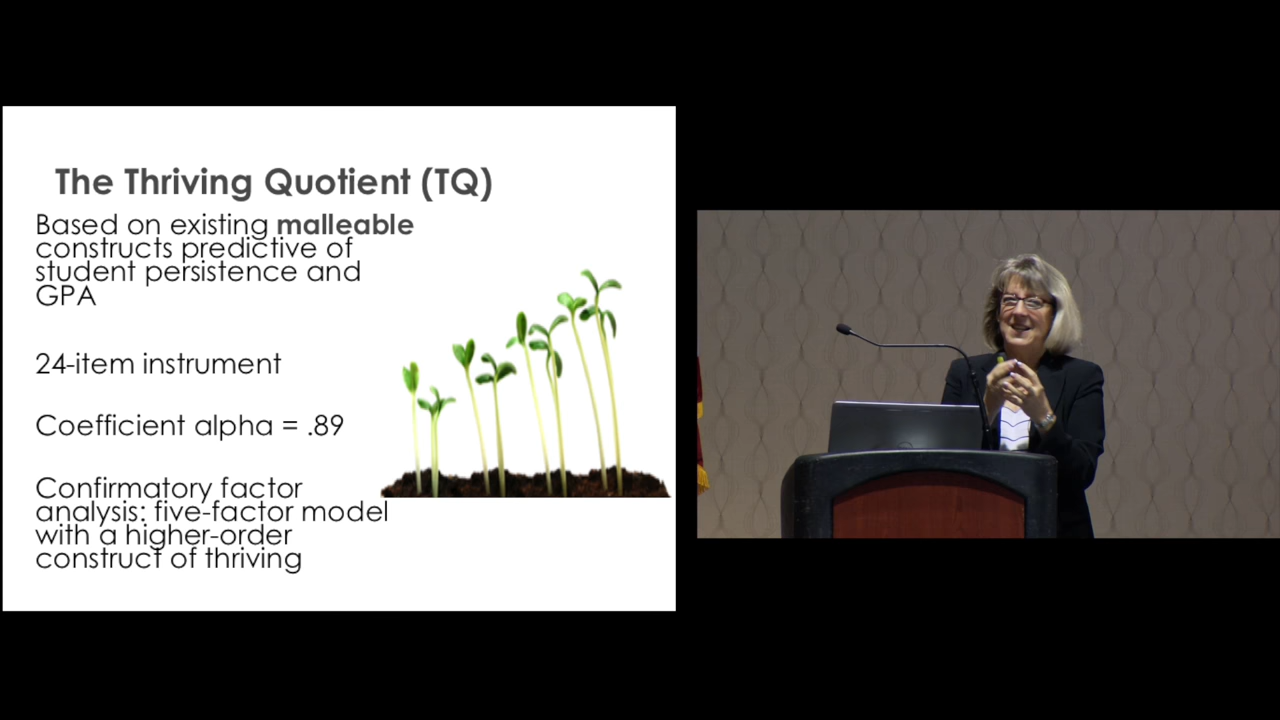 The Thriving Quotient (TQ)
Based on existing malleable
constructs predictive of
student persistence and
GPA
24-item instrument
Coefficient alpha = .89
Confirmatory factor
analysis: five-factor model
with a higher-order
construct of thriving